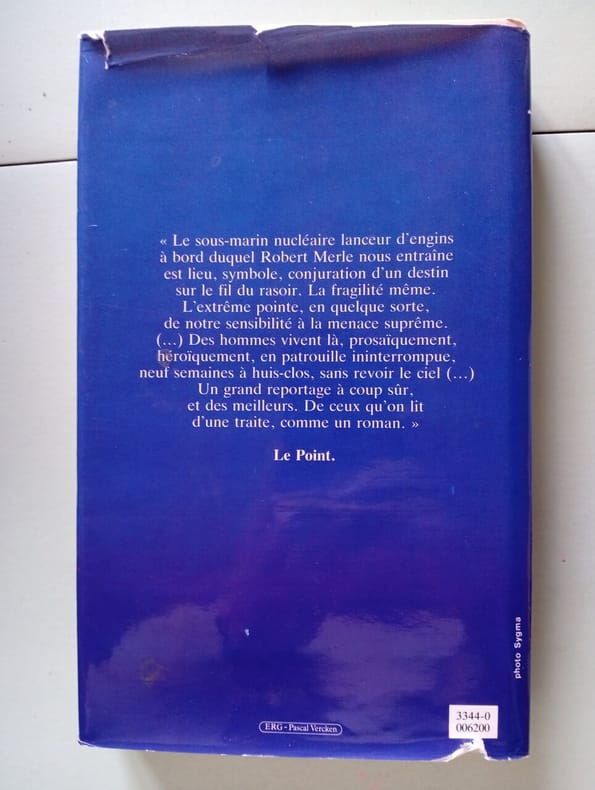 « Le sous-marin nucléaire lanceur d'engins
à bord duquel Robert Merle nous entraîne
est lieu, symbole, conjuration d'un destin
sur le fil du rasoir. La fragilité même.
L'extrême pointe, en quelque sorte,
de notre sensibilité à la menace suprême.
(...) Des hommes vivent là, prosaïquement,
héroïquement, en patrouille ininterrompue,
neuf semaines à huis-clos, sans revoir le ciel (...)
Un grand reportage à coup sûr,
et des meilleurs. De ceux qu'on lit
d'une traite, comme un roman. »
Le Point.
photo Sygma
ERG - Pascal Vercken
3344-0
006200